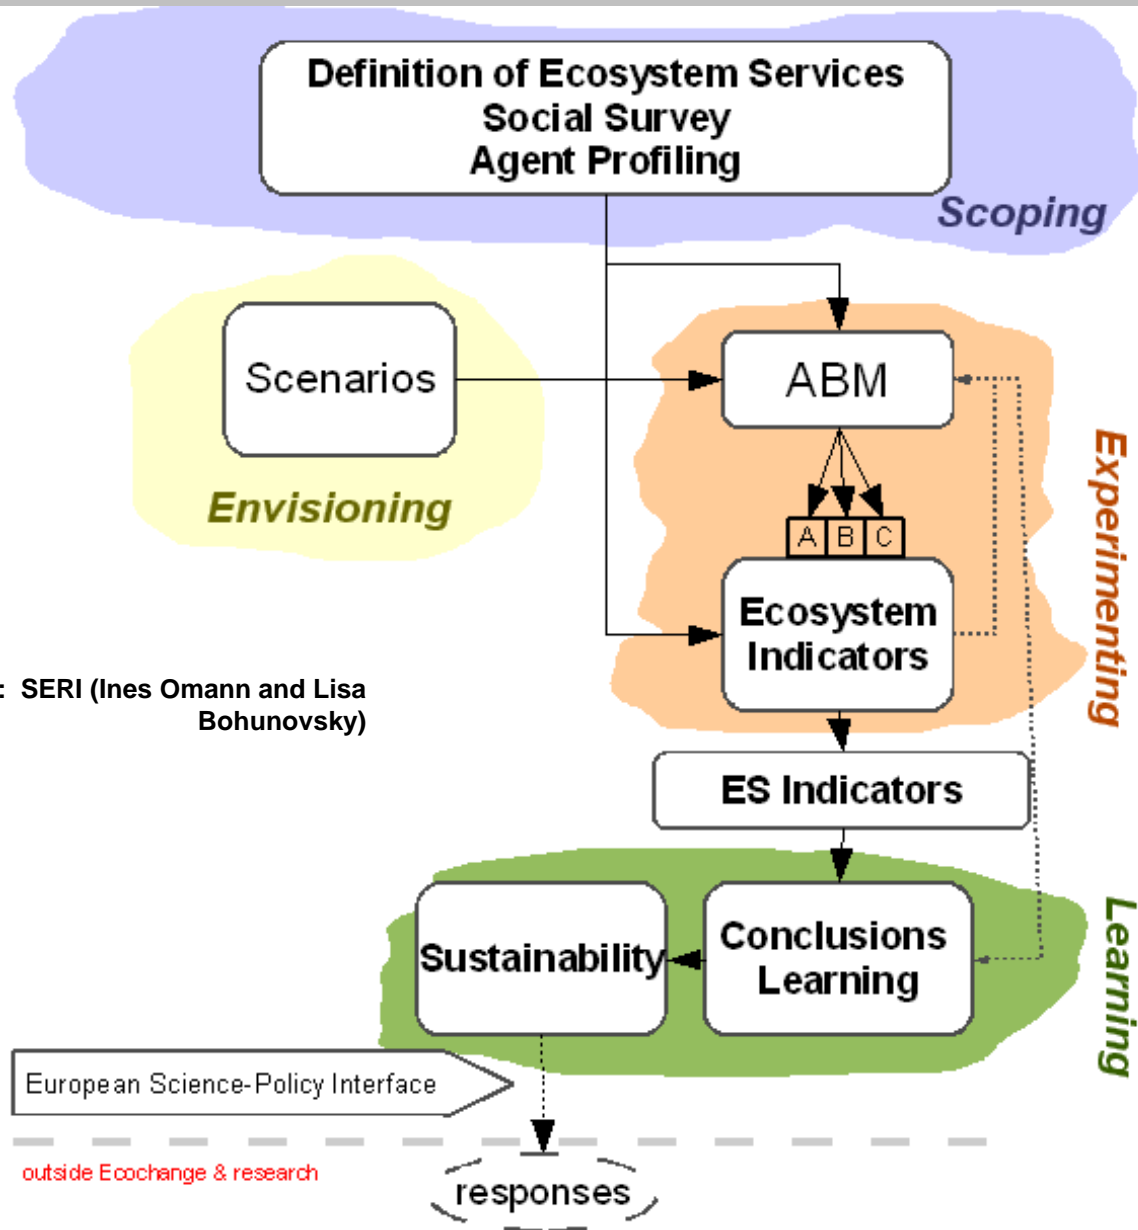 Definition of Ecosystem Services
Social Survey
Agent Profiling
Scoping
Scenarios
Envisioning
ABM
A B C
Experimenting
Ecosystem
Indicators
: SERI (Ines Omann and Lisa
Bohunovsky)
ES Indicators
Sustainability
Conclusions
Learning
Learning
European Science-Policy Interface
outside Ecochange & research
responses